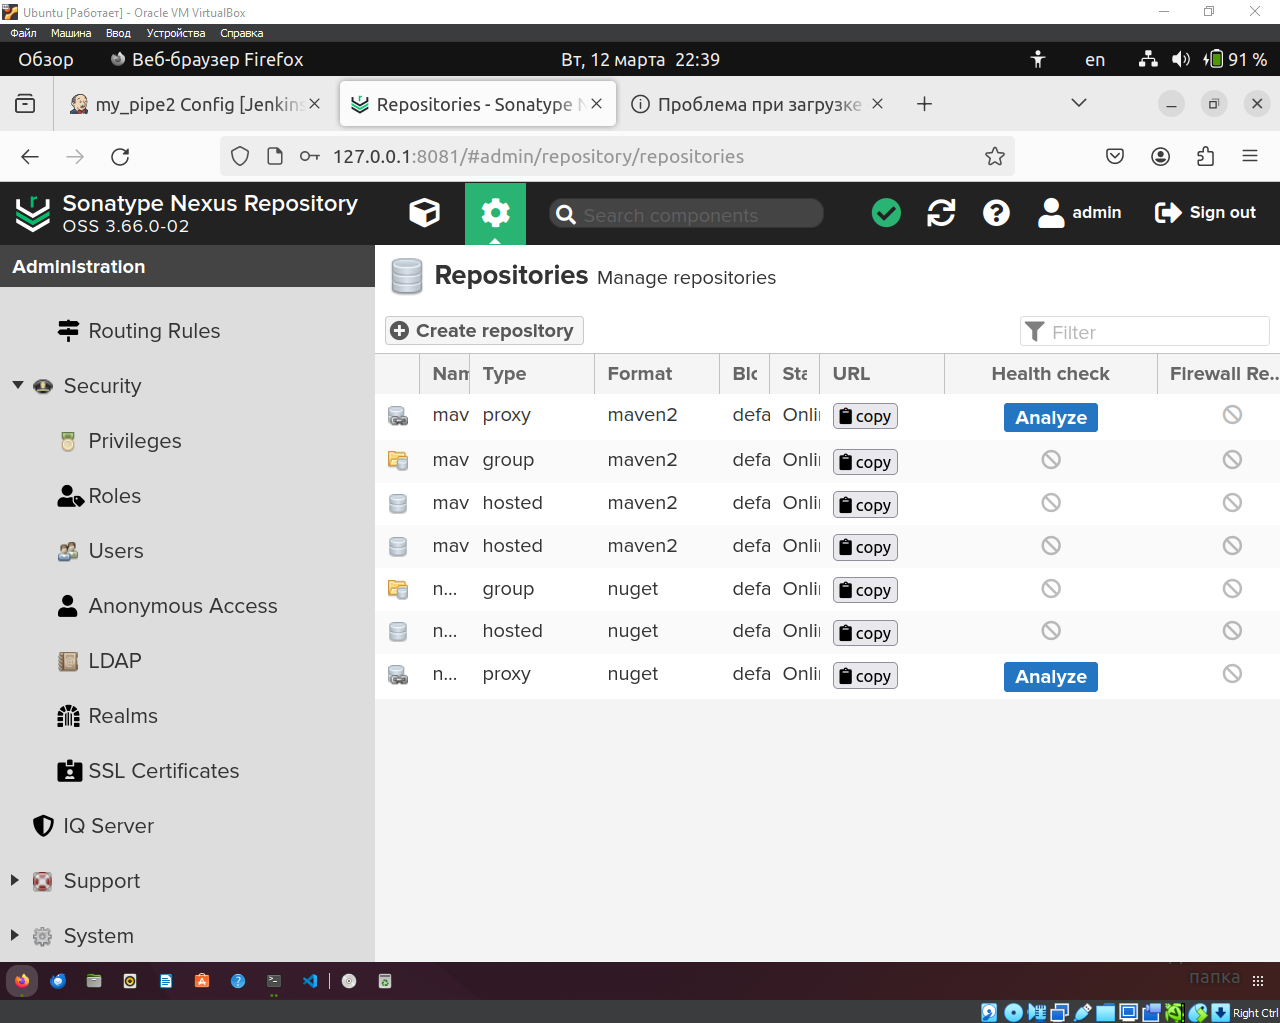 Ubuntu [Работает] - Oracle VM VirtualBox
Файл Машина Ввод Устройства Справка
Обзор Веб-браузер Firefox Вт, 12 марта 22:39 en 91 %
my_pipe2 Config [Jenkins Repositories - Sonatype N Проблема при загрузке
127.0.0.1:8081/#admin/repository/repositories
Sonatype Nexus Repository
OSS 3.66.0-02
Search components
admin Sign out
Administration
Routing Rules
Security
Privileges
Roles
Users
Anonymous Access
LDAP
Realms
SSL Certificates
IQ Server
Support
System
Repositories Manage repositories
Create repository Filter
Nam Type Format Blo Sta URL Health check Firewall Re...
mav proxy maven2 defa Onli copy Analyze
mav group maven2 defa Onli copy
mav hosted maven2 defa Onli copy
mav hosted maven2 defa Onli copy
n... group nuget defa Onli copy
n... hosted nuget defa Onli copy
n... proxy nuget defa Onli copy Analyze
папка
Right Ctrl